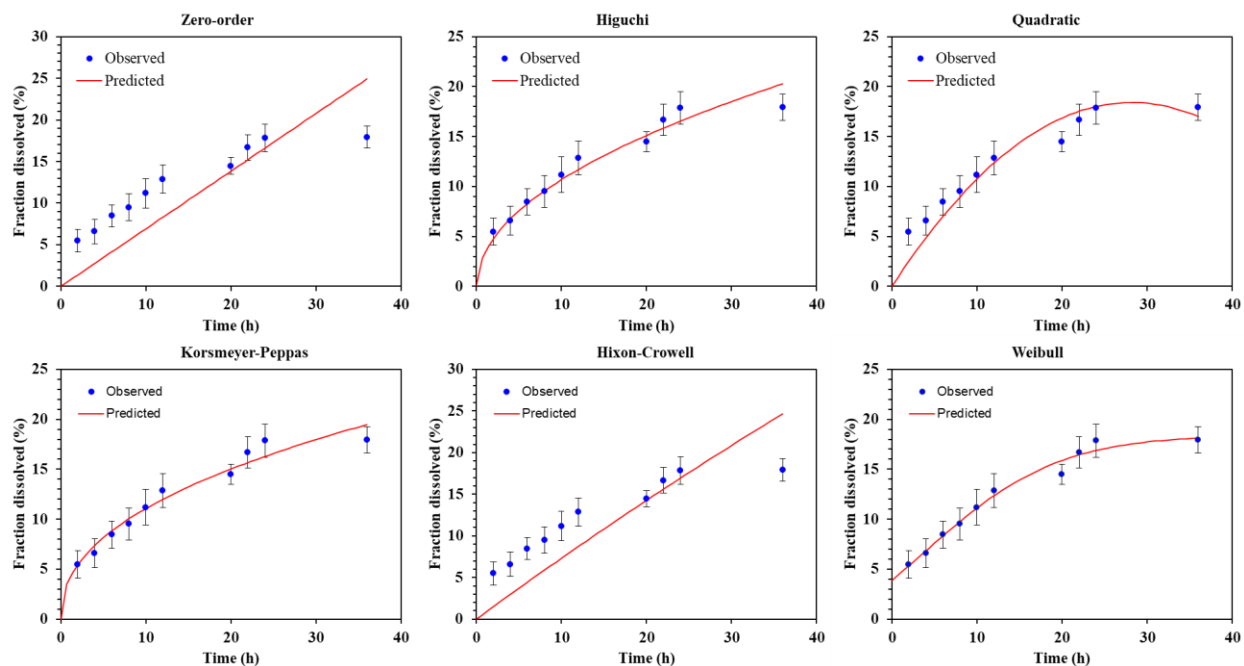 Zero-order
Fraction dissolved (%)
30
25
20
15
10
5
0
Observed
Predicted
0 10 20 30 40
Time (h)
Higuchi
Fraction dissolved (%)
25
20
15
10
5
0
Observed
Predicted
0 10 20 30 40
Time (h)
Quadratic
Fraction dissolved (%)
25
20
15
10
5
0
Observed
Predicted
0 10 20 30 40
Time (h)
Korsmeyer-Peppas
Fraction dissolved (%)
25
20
15
10
5
0
Observed
Predicted
0 10 20 30 40
Time (h)
Hixon-Crowell
Fraction dissolved (%)
30
25
20
15
10
5
0
Observed
Predicted
0 10 20 30 40
Time (h)
Weibull
Fraction dissolved (%)
25
20
15
10
5
0
Observed
Predicted
0 10 20 30 40
Time (h)